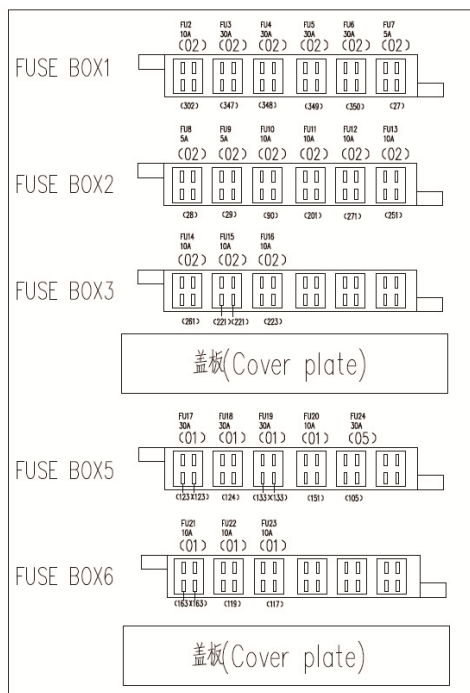 FU2 FU3 FU4 FU5 FU6 FU7
10A 30A 30A 30A 30A 5A
(02) (02) (02) (02) (02) (02)
FUSE BOX1
(302) (347) (348) (349) (350) (27)
FU8 FU9 FU10 FU11 FU12 FU13
5A 5A 10A 10A 10A 10A
(02) (02) (02) (02) (02) (02)
FUSE BOX2
(28) (29) (90) (201) (271) (251)
FU14 FU15 FU16
10A 10A 10A
(02) (02) (02)
FUSE BOX3
(261) (221)(221) (223)
盖板(Cover plate)
FU17 FU18 FU19 FU20 FU24
30A 30A 30A 10A 30A
(01) (01) (01) (01) (05)
FUSE BOX5
(123)(123) (124) (133)(133) (151) (105)
FU21 FU22 FU23
10A 10A 10A
(01) (01) (01)
FUSE BOX6
(163)(163) (119) (117)
盖板(Cover plate)